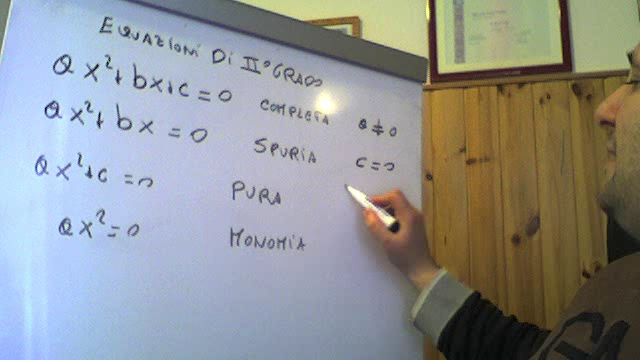 EQUAZIONI DI II° GRADO
ax²+bx+c=0 COMPLETA a≠0
ax²+bx=0 SPURIA c=0
ax²+c=0 PURA
ax²=0 MONOMIA